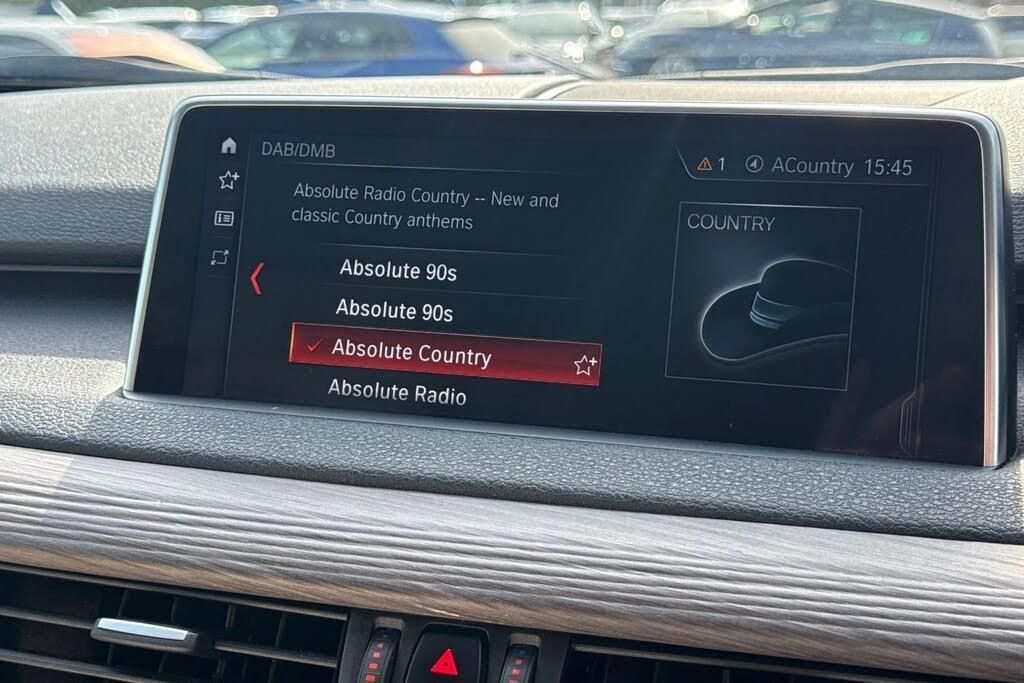 DAB/DMB
1 ACountry 15:45
Absolute Radio Country -- New and
classic Country anthems
COUNTRY
Absolute 90s
Absolute 90s
Absolute Country
Absolute Radio